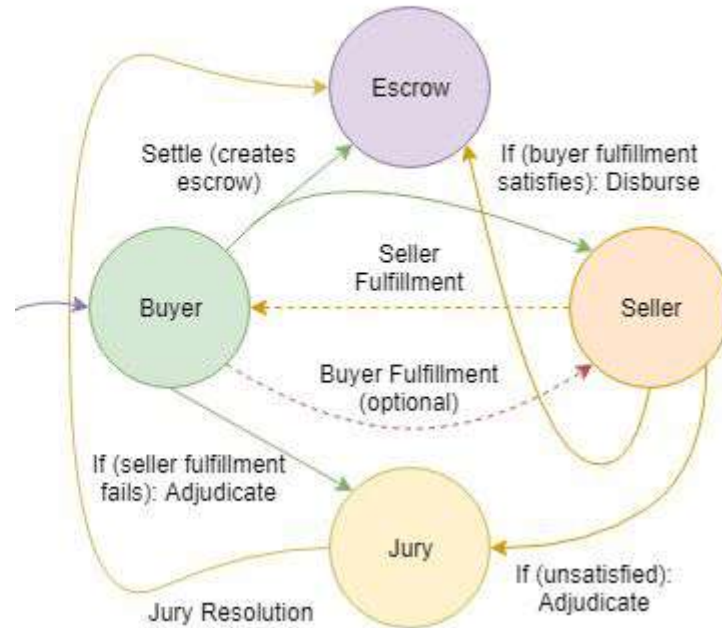 Escrow
Settle (creates
escrow)
If (buyer fulfillment
satisfies): Disburse
Seller
Fulfillment
Buyer
Seller
Buyer Fulfillment
(optional)
If (seller fulfillment
fails): Adjudicate
Jury
If (unsatisfied):
Adjudicate
Jury Resolution